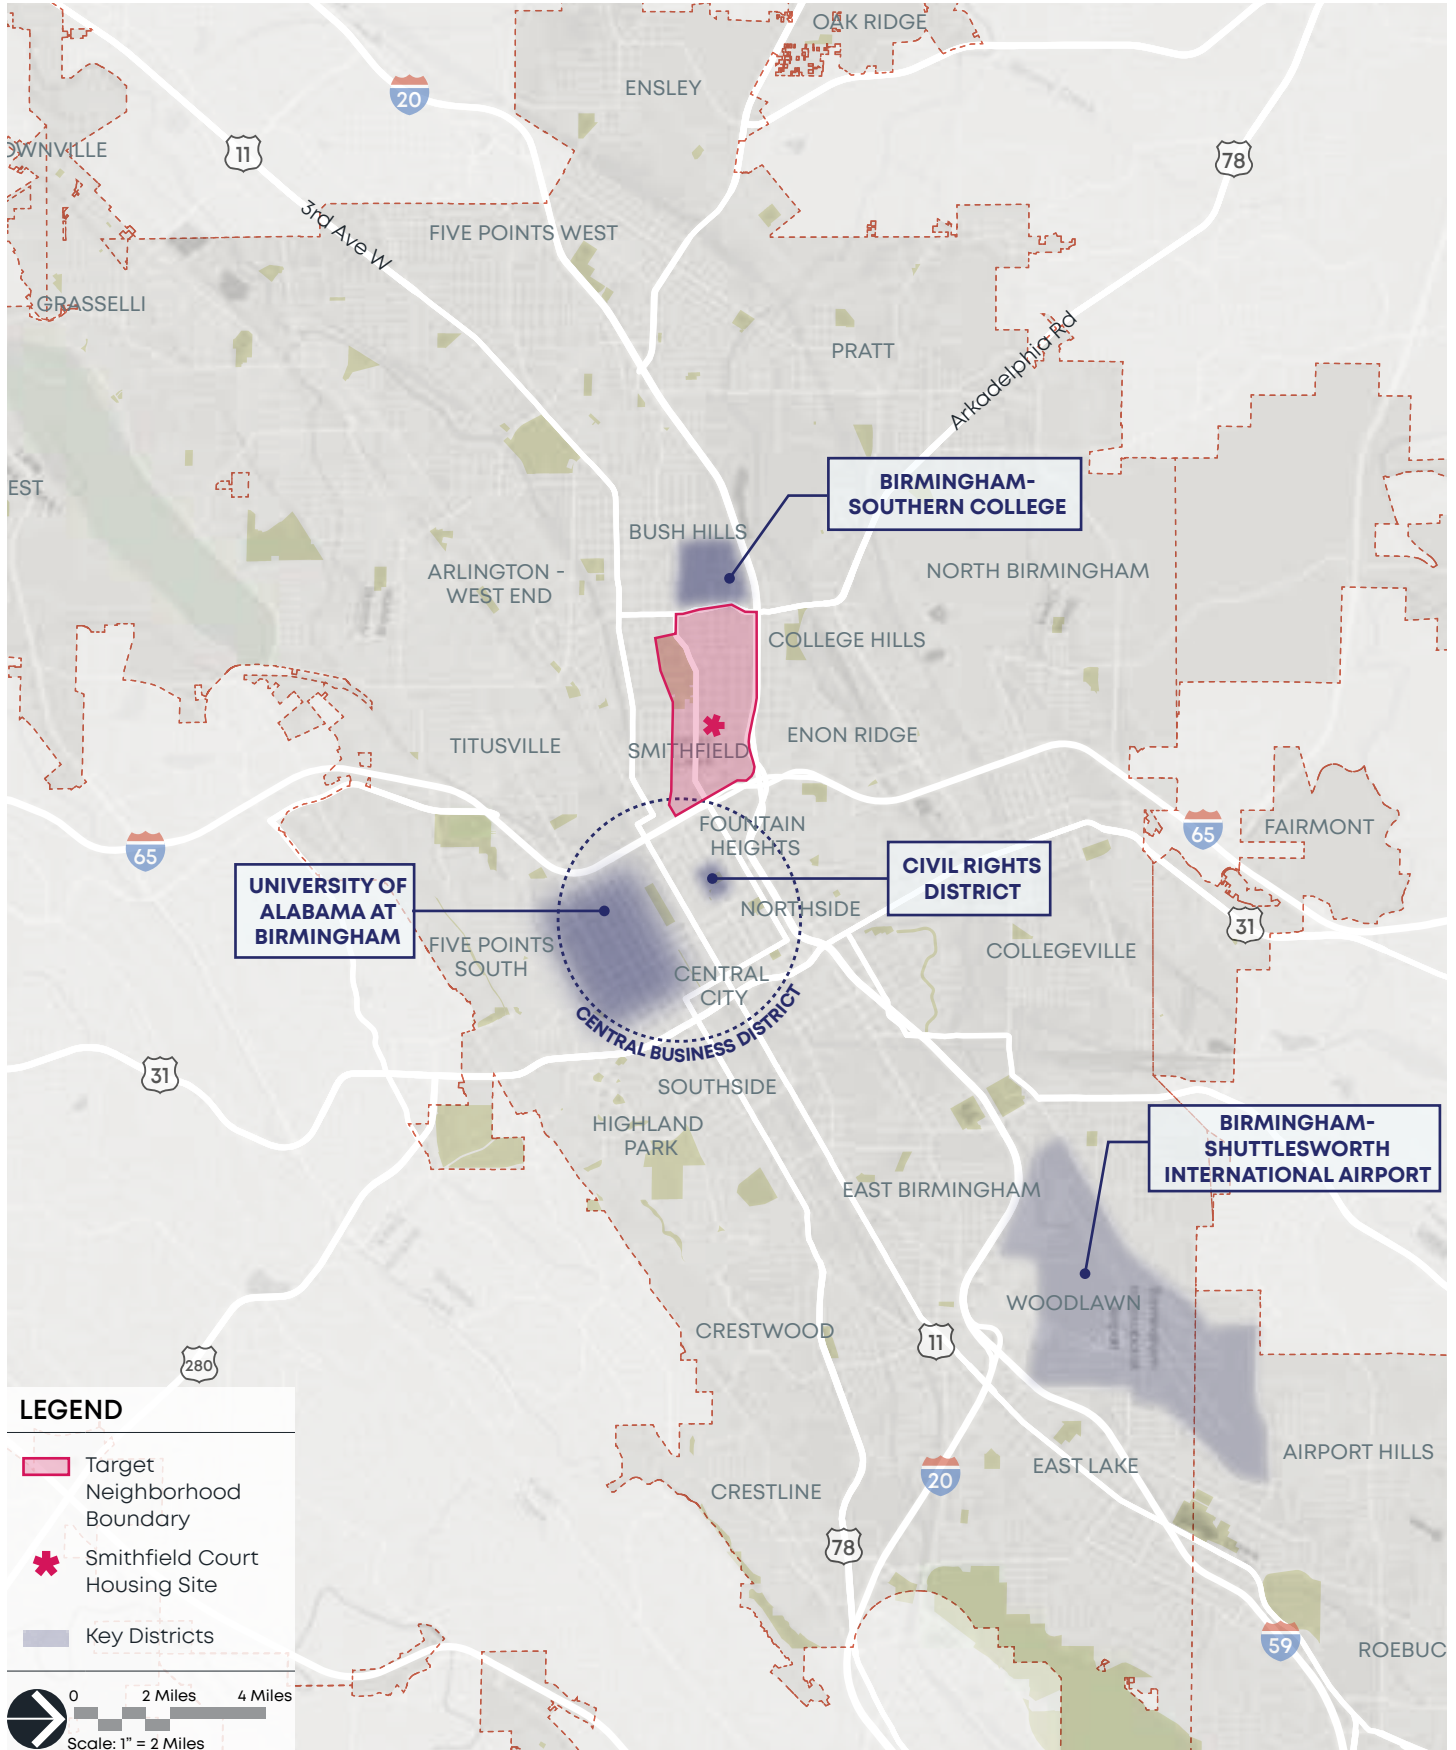 OAK RIDGE
ENSLEY
20
11
OWNVILLE
78
3rd Ave W
FIVE POINTS WEST
GRASSELLI
PRATT
Arkadelphia Rd
EST
BIRMINGHAM-
SOUTHERN COLLEGE
BUSH HILLS
ARLINGTON -
WEST END
NORTH BIRMINGHAM
COLLEGE HILLS
TITUSVILLE
SMITHFIELD
ENON RIDGE
65
FOUNTAIN
HEIGHTS
65
FAIRMONT
UNIVERSITY OF
ALABAMA AT
BIRMINGHAM
CIVIL RIGHTS
DISTRICT
NORTHSIDE
31
FIVE POINTS
SOUTH
COLLEGEVILLE
CENTRAL
CITY
CENTRAL BUSINESS DISTRICT
31
SOUTHSIDE
HIGHLAND
PARK
BIRMINGHAM-
SHUTTLESWORTH
INTERNATIONAL AIRPORT
EAST BIRMINGHAM
WOODLAWN
CRESTWOOD
11
280
LEGEND
Target
Neighborhood
Boundary
Smithfield Court
Housing Site
Key Districts
0 2 Miles 4 Miles
Scale: 1" = 2 Miles
AIRPORT HILLS
EAST LAKE
20
CRESTLINE
78
59
ROEBUC